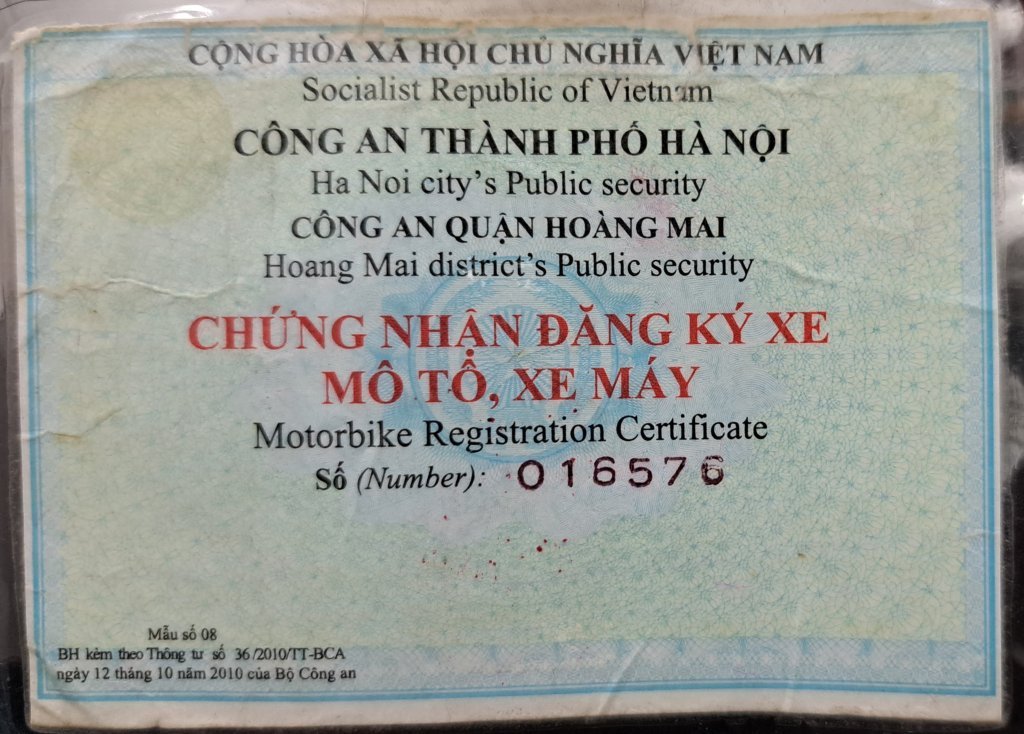 CỘNG HÒA XÃ HỘI CHỦ NGHĨA VIỆT NAM
Socialist Republic of Vietnam
CÔNG AN THÀNH PHỐ HÀ NỘI
Ha Noi city's Public security
CÔNG AN QUẬN HOÀNG MAI
Hoang Mai district's Public security
CHỨNG NHẬN ĐĂNG KÝ XE
MÔ TÔ, XE MÁY
Motorbike Registration Certificate
Số (Number): 016576
Mẫu số 08
BH kèm theo Thông tư số 36/2010/TT-BCA
ngày 12 tháng 10 năm 2010 của Bộ Công an